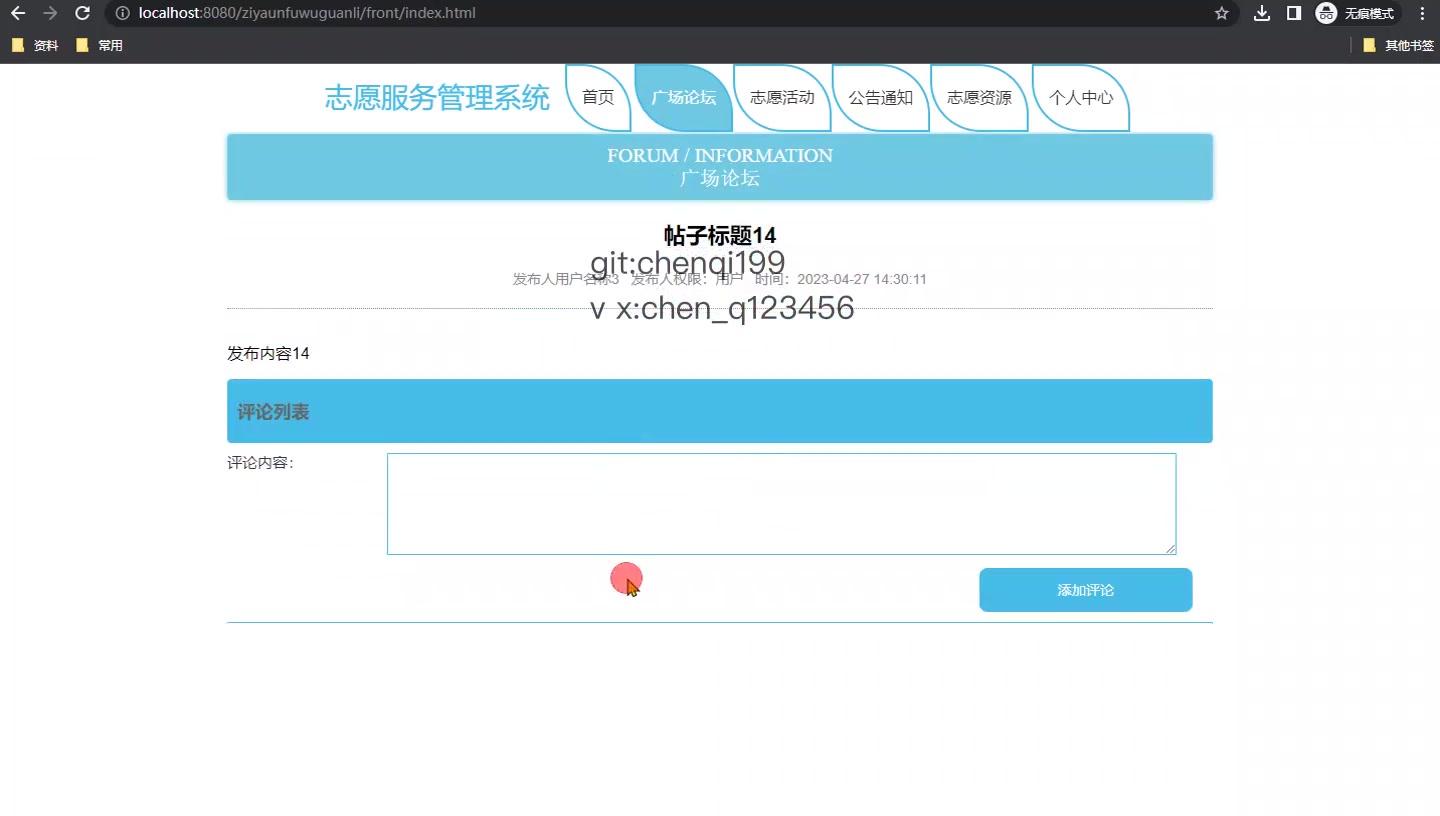 localhost:8080/ziyaunfuwuguanli/front/index.html
无痕模式
资料
常用
其他书签
志愿服务管理系统
首页
广场论坛
志愿活动
公告通知
志愿资源
个人中心
FORUM / INFORMATION
广场论坛
帖子标题14
git:chenqi199
发布人用户名称3 发布人权限：用户 时间：2023-04-27 14:30:11
v x:chen_q123456
发布内容14
评论列表
评论内容：
添加评论